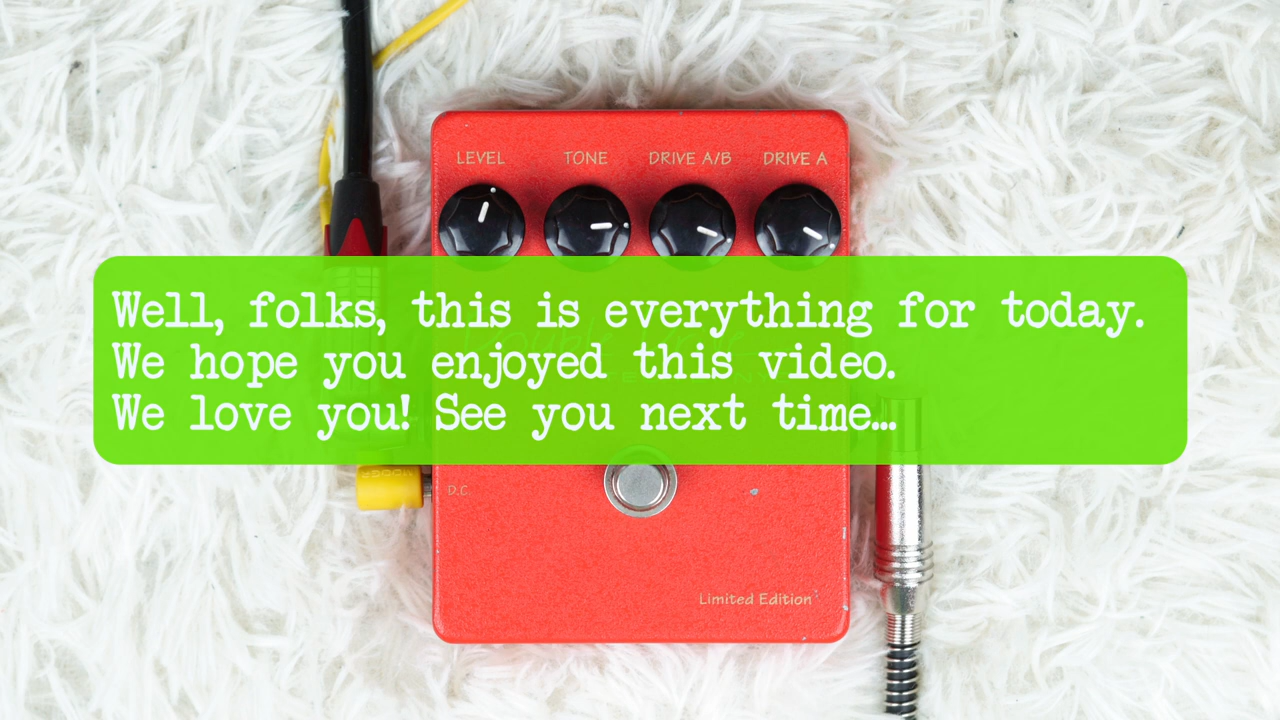 LEVEL TONE DRIVE A/B DRIVE A
Well, folks, this is everything for today.
We hope you enjoyed this video.
We love you! See you next time...
D.C.
Limited Edition